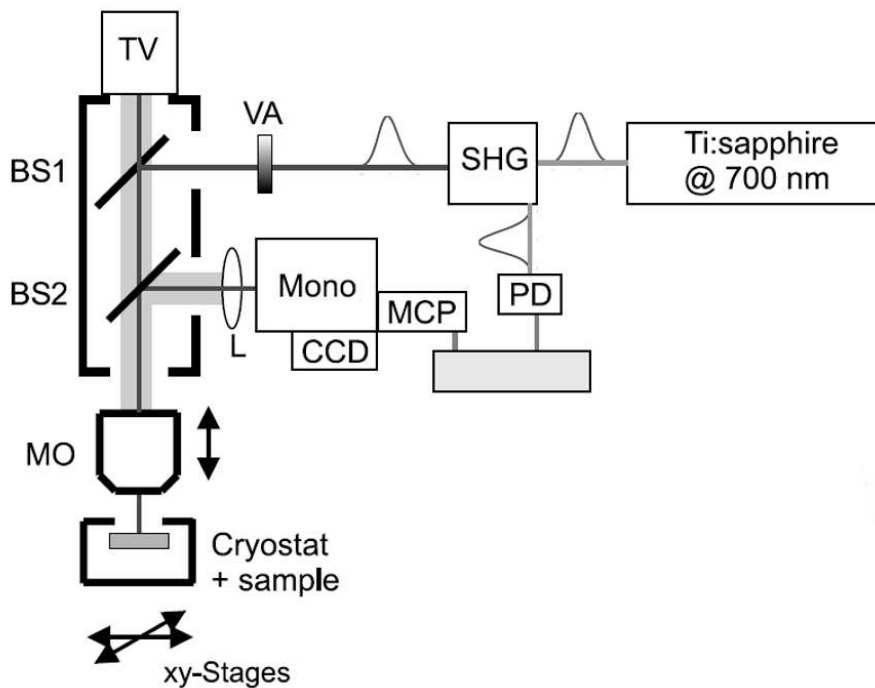 TV
VA
BS1
SHG
Ti:sapphire
@ 700 nm
BS2
Mono
MCP
PD
L
CCD
MO
Cryostat
+ sample
xy-Stages